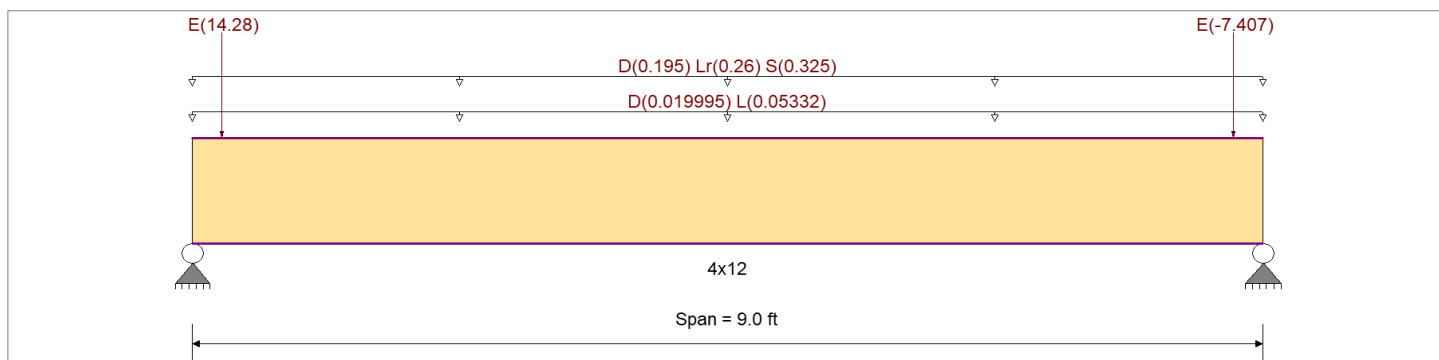 E(14.28) E(-7.407)
D(0.195) Lr(0.26) S(0.325)
D(0.019995) L(0.05332)
4x12
Span = 9.0 ft